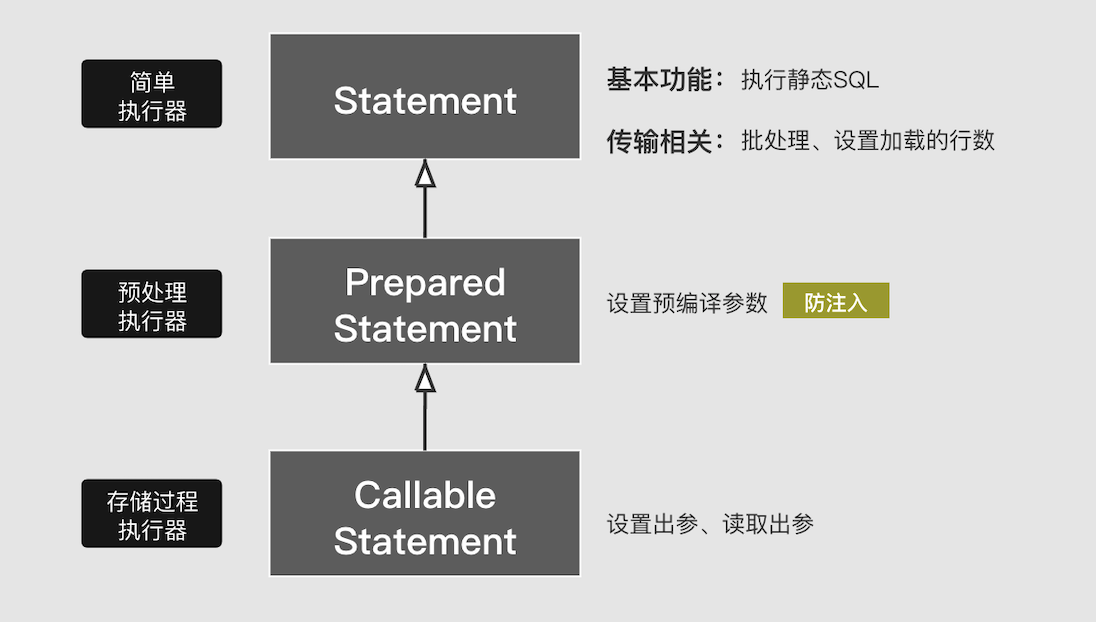 简单
执行器
Statement
基本功能：执行静态SQL
传输相关：批处理、设置加载的行数
预处理
执行器
Prepared
Statement
设置预编译参数 防注入
存储过程
执行器
Callable
Statement
设置出参、读取出参